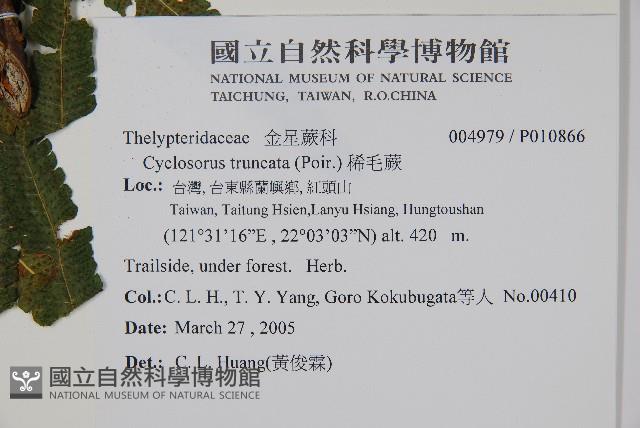 國立自然科學博物館
NATIONAL MUSEUM OF NATURAL SCIENCE
TAICHUNG, TAIWAN, R.O.CHINA
Thelypteridaceae 金星蕨科 004979 / P010866
Cyclosorus truncata (Poir.) 稀毛蕨
Loc.: 台灣, 台東縣蘭嶼鄉, 紅頭山
Taiwan, Taitung Hsien,Lanyu Hsiang, Hungtoushan
(121°31'16”E , 22°03'03”N) alt. 420 m.
Trailside, under forest. Herb.
Col.: C. L. H., T. Y. Yang, Goro Kokubugata等人 No.00410
Date: March 27 , 2005
Det.: C. L. Huang(黃俊霖)
國立自然科學博物館
NATIONAL MUSEUM OF NATURAL SCIENCE